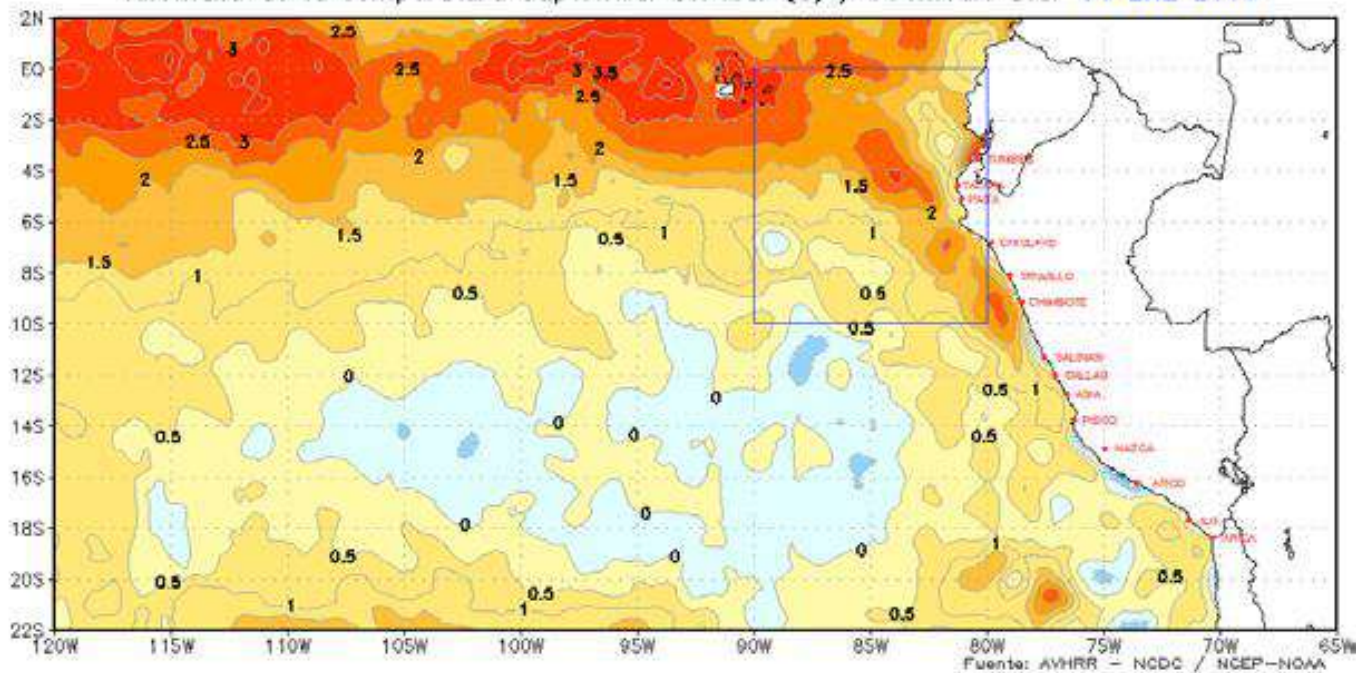 2N
EQ
2S
4S
6S
8S
10S
12S
14S
16S
18S
20S
22S
120W 115W 110W 105W 100W 95W 90W 85W 80W 75W 70W 65W
2.5
3
2.5
3
3.5
2.5
2.5
2.5
3
2
2
2
1.5
1.5
2
1.5
1.5
0.5
1
1
1
0.5
0.5
0.5
0
0.5
1
0
0
0
0.5
0.5
0
0
0.5
0
0
1
0.5
0.5
0.5
1
1
0.5
TUMBES
PAITA
CHICLAYO
TRUJILLO
CHIMBOTE
SALINAS
CALLAO
PISCO
NAZCA
ATICO
ILO
ARICA
Fuente: AVHRR - NCDC / NCEP-NOAA